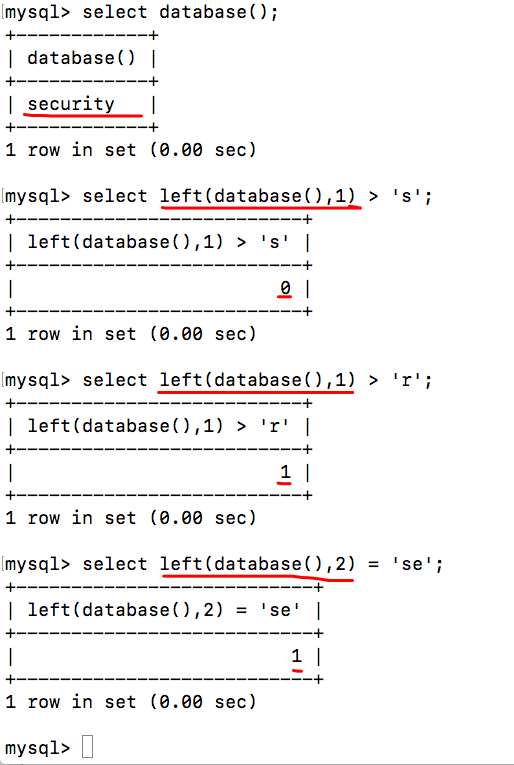 mysql> select database();
+------------+
| database() |
+------------+
| security   |
+------------+
1 row in set (0.00 sec)
mysql> select left(database(),1) > 's';
+--------------------------+
| left(database(),1) > 's' |
+--------------------------+
|                        0 |
+--------------------------+
1 row in set (0.00 sec)
mysql> select left(database(),1) > 'r';
+--------------------------+
| left(database(),1) > 'r' |
+--------------------------+
|                        1 |
+--------------------------+
1 row in set (0.00 sec)
mysql> select left(database(),2) = 'se';
+---------------------------+
| left(database(),2) = 'se' |
+---------------------------+
|                         1 |
+---------------------------+
1 row in set (0.00 sec)
mysql>